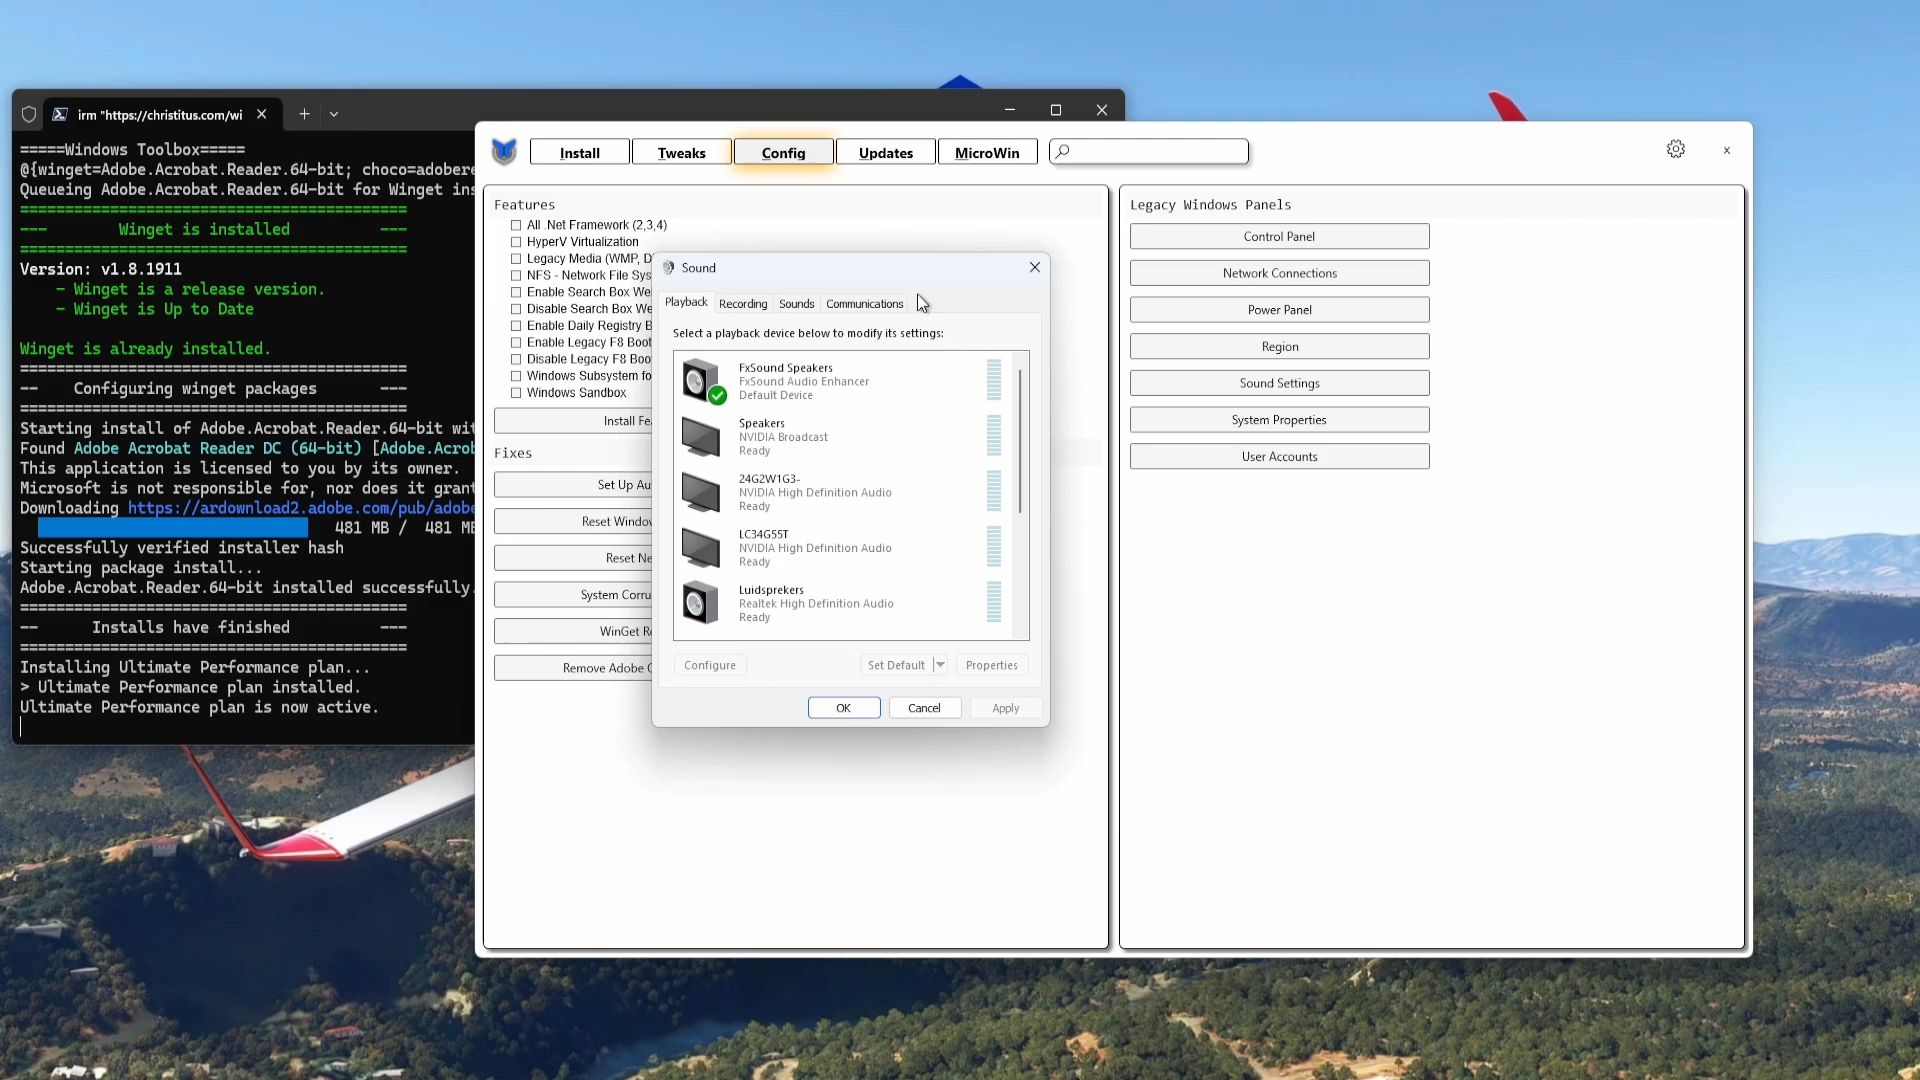 irm "https://christitus.com/wi
=====Windows Toolbox=====
@{winget=Adobe.Acrobat.Reader.64-bit; choco=adobere
Queueing Adobe.Acrobat.Reader.64-bit for Winget ins
===========================================
--- Winget is installed ---
===========================================
Version: v1.8.1911
- Winget is a release version.
- Winget is Up to Date
Winget is already installed.
===========================================
-- Configuring winget packages ---
===========================================
Starting install of Adobe.Acrobat.Reader.64-bit wit
Found Adobe Acrobat Reader DC (64-bit) [Adobe.Acrob
This application is licensed to you by its owner.
Microsoft is not responsible for, nor does it grant
Downloading https://ardownload2.adobe.com/pub/adobe
481 MB / 481 MB
Successfully verified installer hash
Starting package install...
Adobe.Acrobat.Reader.64-bit installed successfully.
===========================================
-- Installs have finished ---
===========================================
Installing Ultimate Performance plan...
> Ultimate Performance plan installed.
Ultimate Performance plan is now active.
Install
Tweaks
Config
Updates
MicroWin
Features
All .Net Framework (2,3,4)
HyperV Virtualization
Legacy Media (WMP, D
NFS - Network File Sys
Enable Search Box We
Disable Search Box We
Enable Daily Registry B
Enable Legacy F8 Boot
Disable Legacy F8 Boo
Windows Subsystem fo
Windows Sandbox
Install Fea
Fixes
Set Up Au
Reset Windo
Reset Ne
System Corru
WinGet Re
Remove Adobe C
Sound
Playback
Recording
Sounds
Communications
Select a playback device below to modify its settings:
FxSound Speakers
FxSound Audio Enhancer
Default Device
Speakers
NVIDIA Broadcast
Ready
24G2W1G3-
NVIDIA High Definition Audio
Ready
LC34G55T
NVIDIA High Definition Audio
Ready
Luidsprekers
Realtek High Definition Audio
Ready
Configure
Set Default
Properties
OK
Cancel
Apply
Legacy Windows Panels
Control Panel
Network Connections
Power Panel
Region
Sound Settings
System Properties
User Accounts